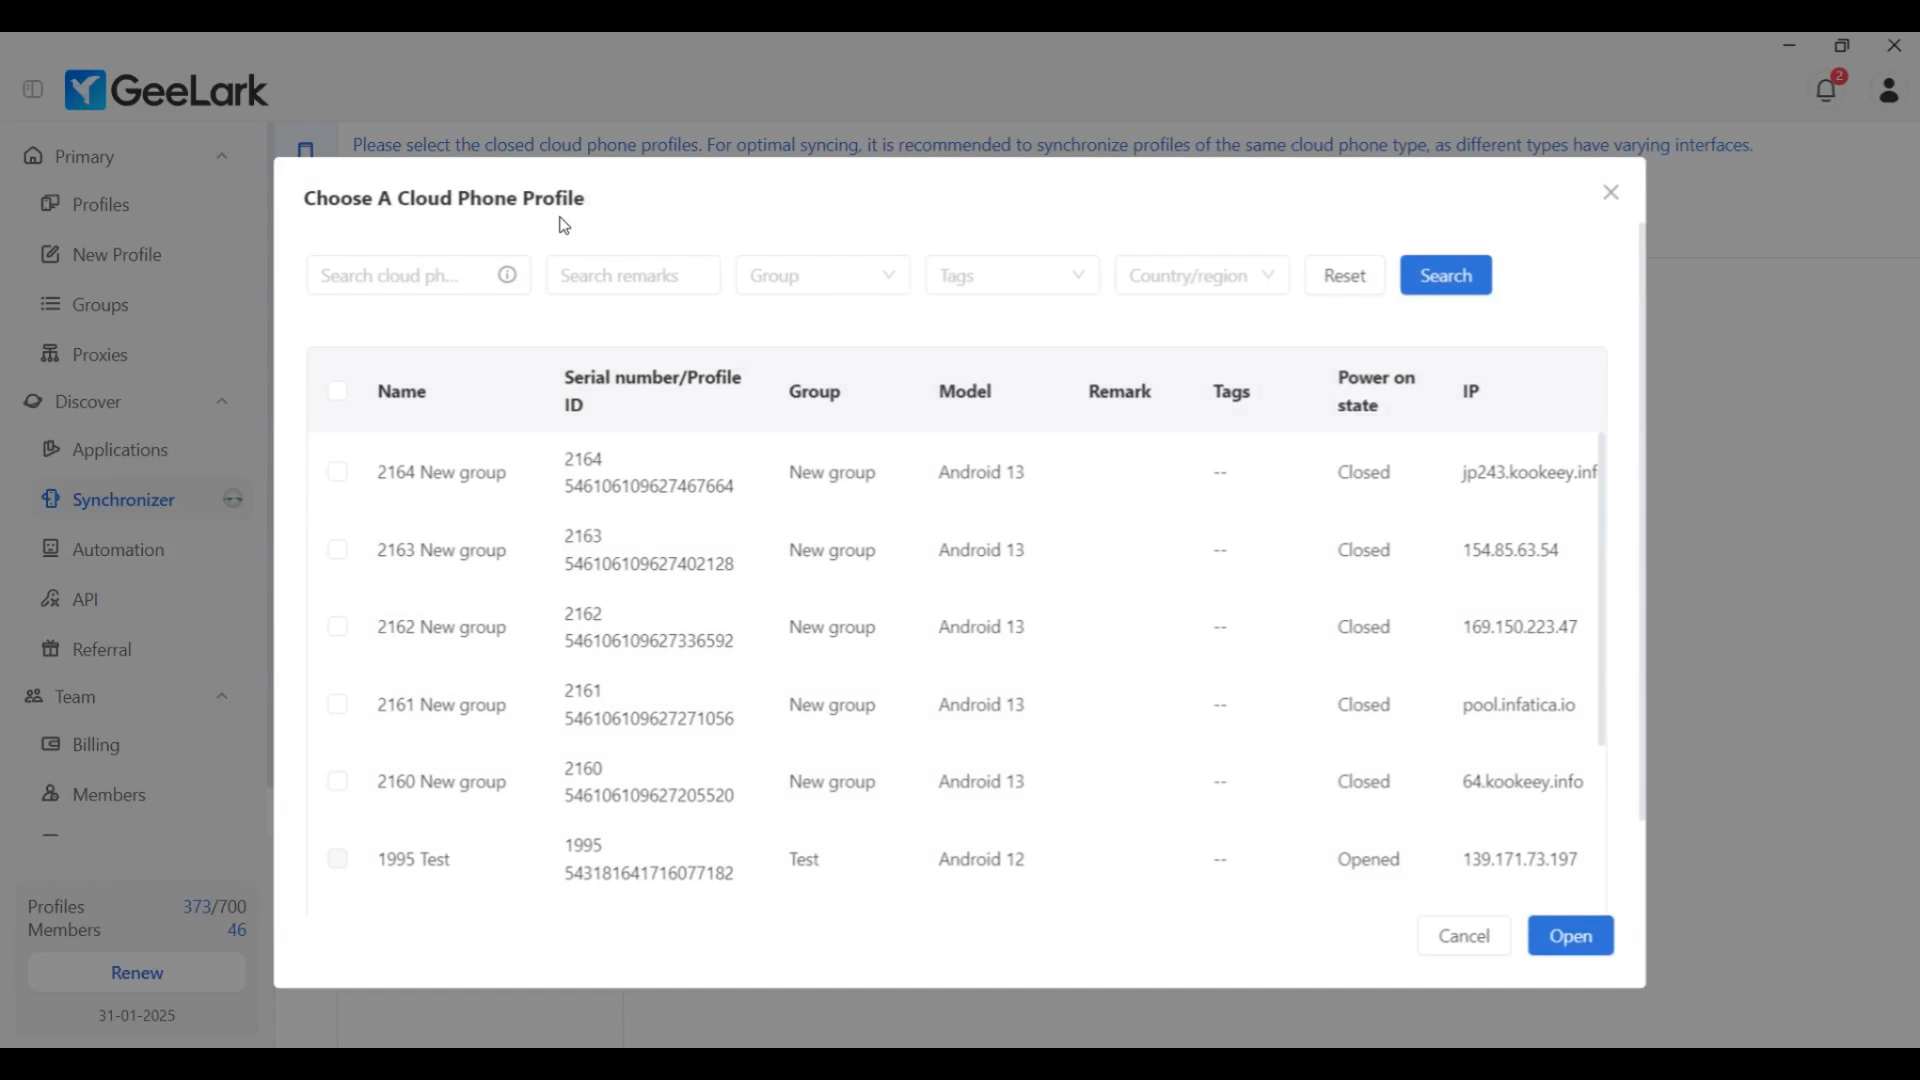 GeeLark
2
Primary
Profiles
New Profile
Groups
Proxies
Discover
Applications
Synchronizer
Automation
API
Referral
Team
Billing
Members
Profiles 373/700
Members 46
Renew
31-01-2025
Please select the closed cloud phone profiles. For optimal syncing, it is recommended to synchronize profiles of the same cloud phone type, as different types have varying interfaces.
Choose A Cloud Phone Profile
Search cloud ph... Search remarks Group Tags Country/region Reset Search
Name Serial number/Profile ID Group Model Remark Tags Power on state IP
2164 New group 2164 546106109627467664 New group Android 13 -- Closed jp243.kookeey.inf
2163 New group 2163 546106109627402128 New group Android 13 -- Closed 154.85.63.54
2162 New group 2162 546106109627336592 New group Android 13 -- Closed 169.150.223.47
2161 New group 2161 546106109627271056 New group Android 13 -- Closed pool.infatica.io
2160 New group 2160 546106109627205520 New group Android 13 -- Closed 64.kookeey.info
1995 Test 1995 543181641716077182 Test Android 12 -- Opened 139.171.73.197
Cancel Open